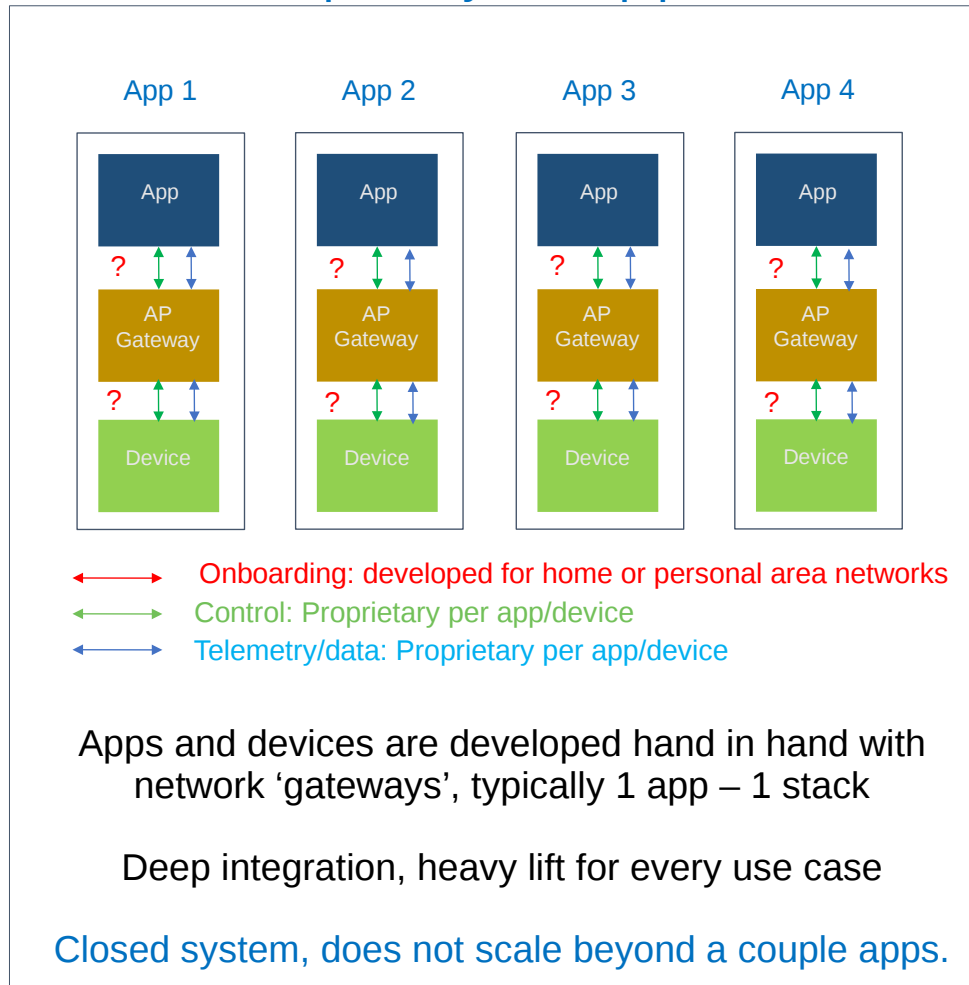 App 1 App 2 App 3 App 4
App App App App
? ? ? ?
AP AP AP AP
Gateway Gateway Gateway Gateway
? ? ? ?
Device Device Device Device
Onboarding: developed for home or personal area networks
Control: Proprietary per app/device
Telemetry/data: Proprietary per app/device
Apps and devices are developed hand in hand with
network ‘gateways’, typically 1 app – 1 stack
Deep integration, heavy lift for every use case
Closed system, does not scale beyond a couple apps.